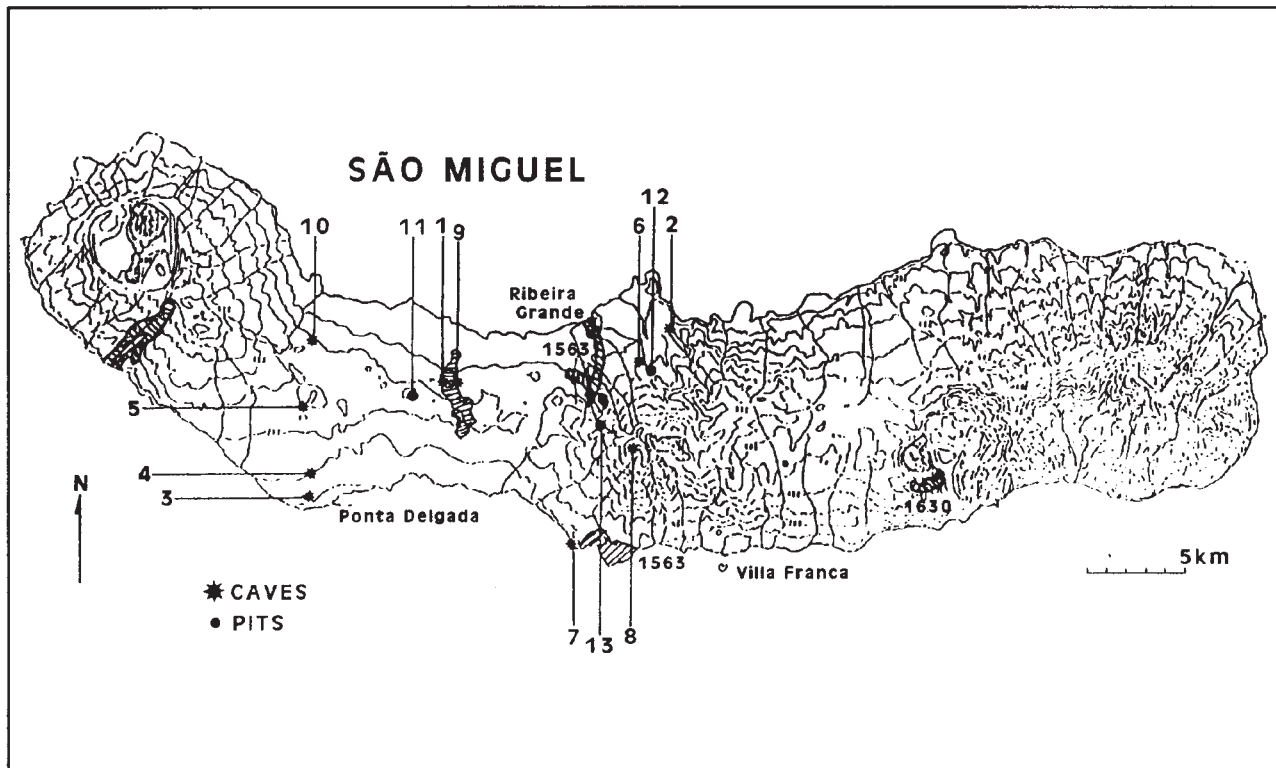 SÃO MIGUEL
12
10
11
1
9
6
2
Ribeira
Grande
1563
5
4
3
N
Ponta Delgada
1630
1563
Villa Franca
5km
CAVES
PITS
7
13
8